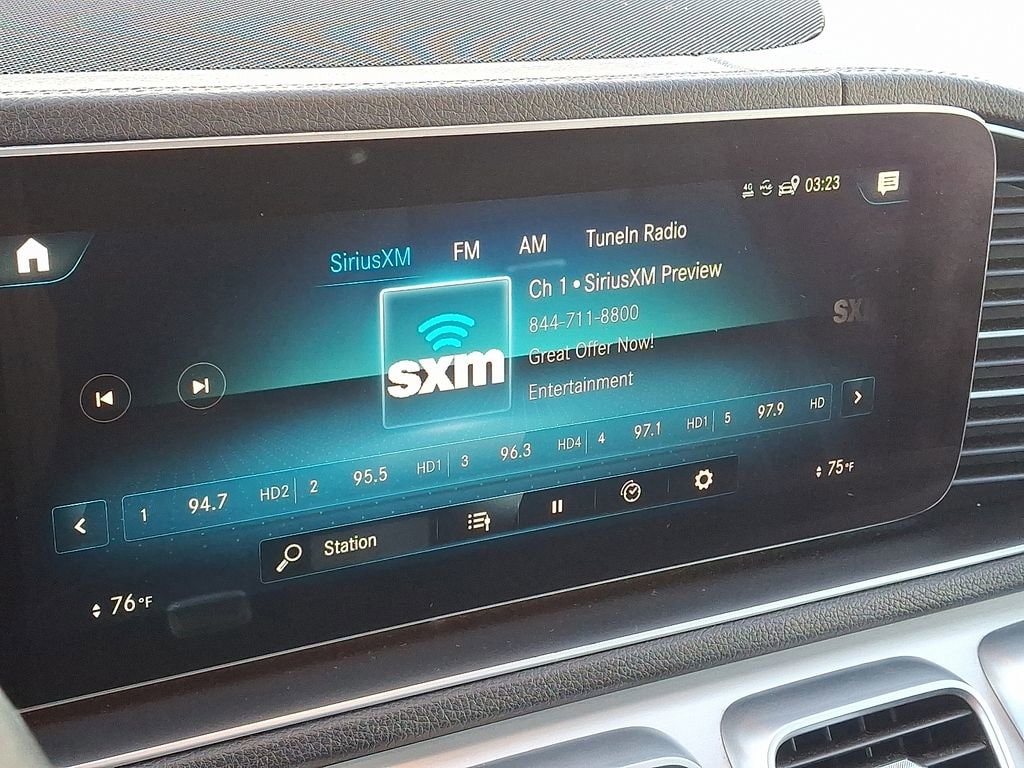 4G me 03:23
SiriusXM FM AM TuneIn Radio
Ch 1 • SiriusXM Preview
844-711-8800
Great Offer Now!
Entertainment
sxm
SX
1 94.7 HD2 2 95.5 HD1 3 96.3 HD4 4 97.1 HD1 5 97.9 HD
Station
75°F
76°F